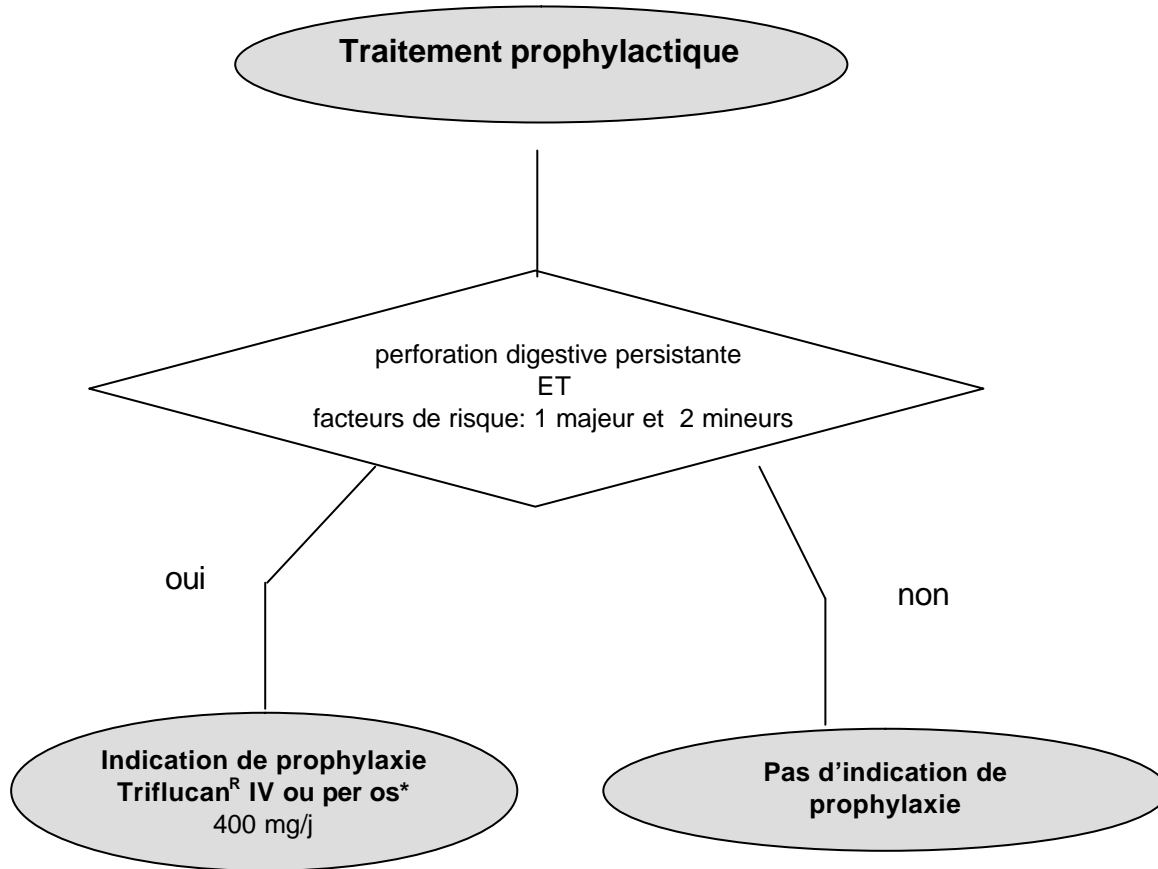 Traitement prophylactique
perforation digestive persistante
ET
facteurs de risque: 1 majeur et 2 mineurs
oui
non
Indication de prophylaxie
Triflucanᴿ IV ou per os*
400 mg/j
Pas d’indication de
prophylaxie